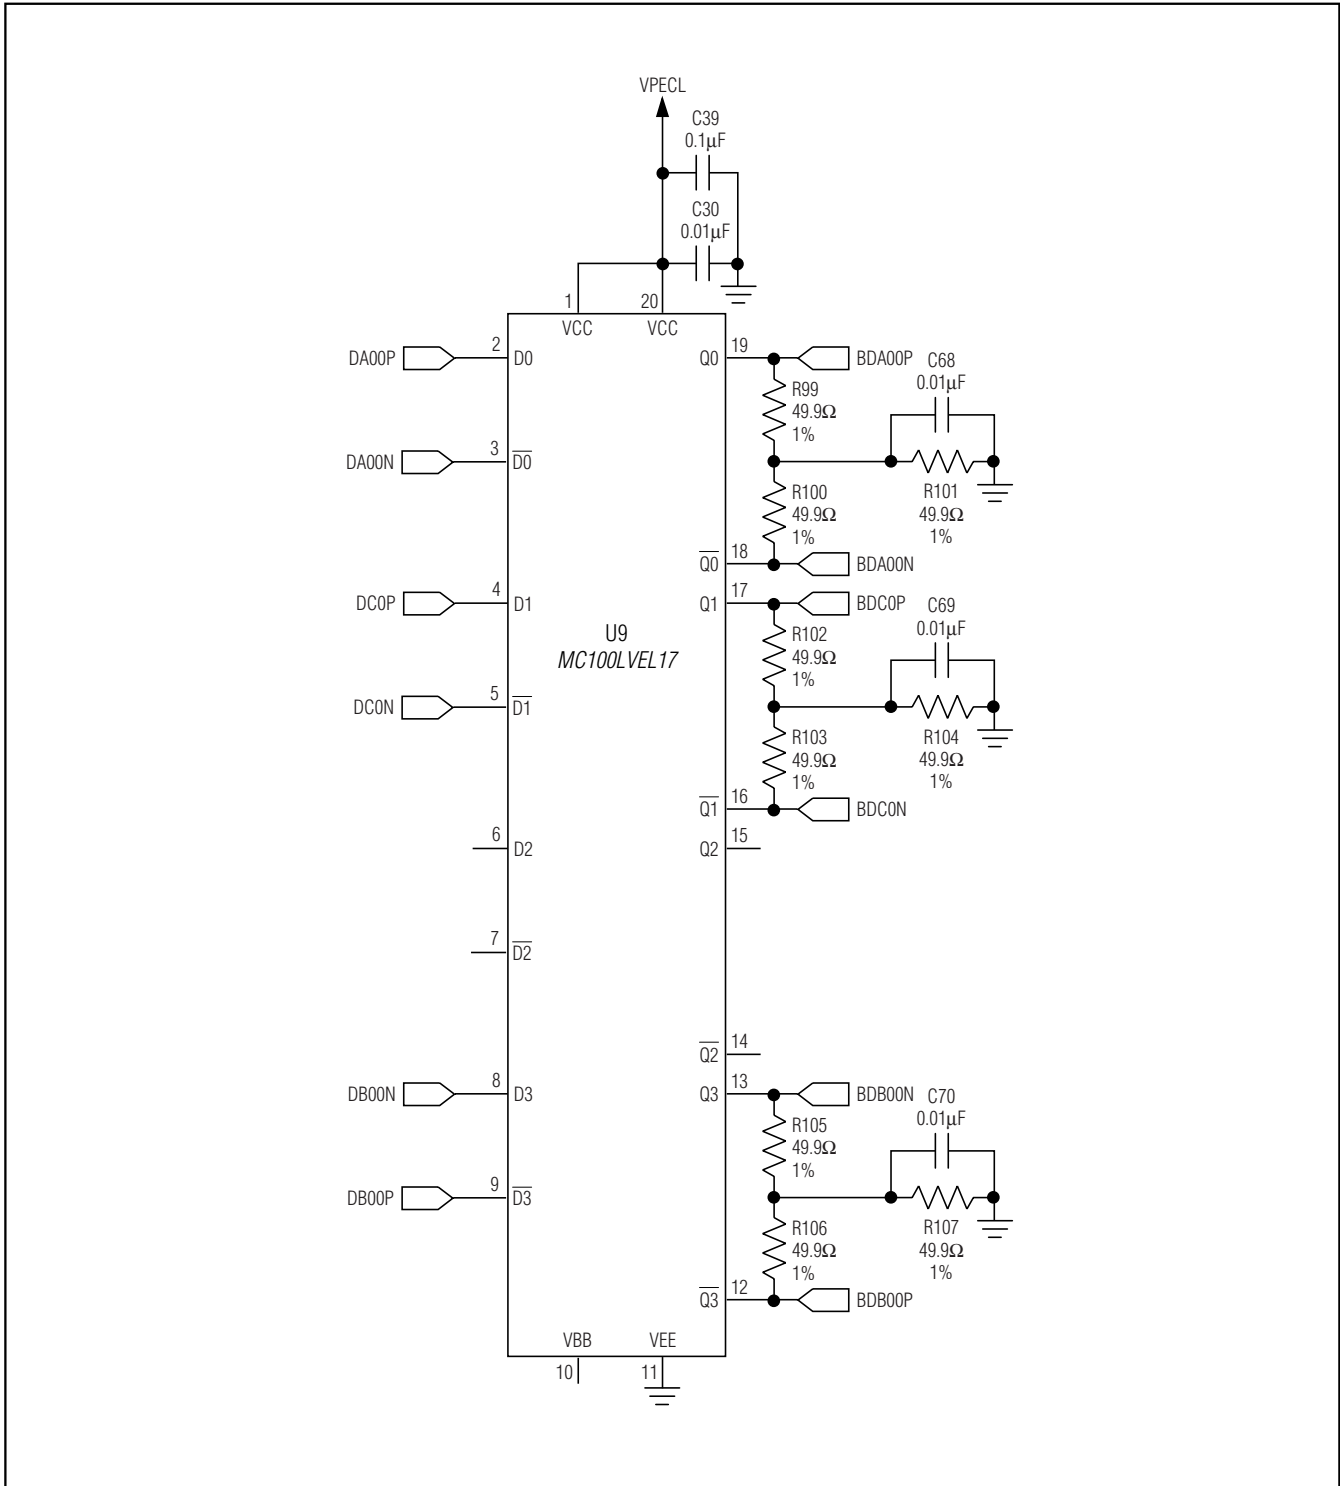 VPECL
C39
0.1μF
C30
0.01μF
1
20
VCC
VCC
DA00P
2
D0
Q0
19
BDA00P
C68
0.01μF
R99
49.9Ω
1%
DA00N
3
D0
R100
49.9Ω
1%
R101
49.9Ω
1%
Q0
18
BDA00N
DC0P
4
D1
Q1
17
BDC0P
C69
0.01μF
U9
MC100LVEL17
R102
49.9Ω
1%
DC0N
5
D1
R103
49.9Ω
1%
R104
49.9Ω
1%
Q1
16
BDC0N
6
D2
Q2
15
7
D2
Q2
14
DB00N
8
D3
Q3
13
BDB00N
C70
0.01μF
R105
49.9Ω
1%
DB00P
9
D3
R106
49.9Ω
1%
R107
49.9Ω
1%
Q3
12
BDB00P
VBB
VEE
10
11